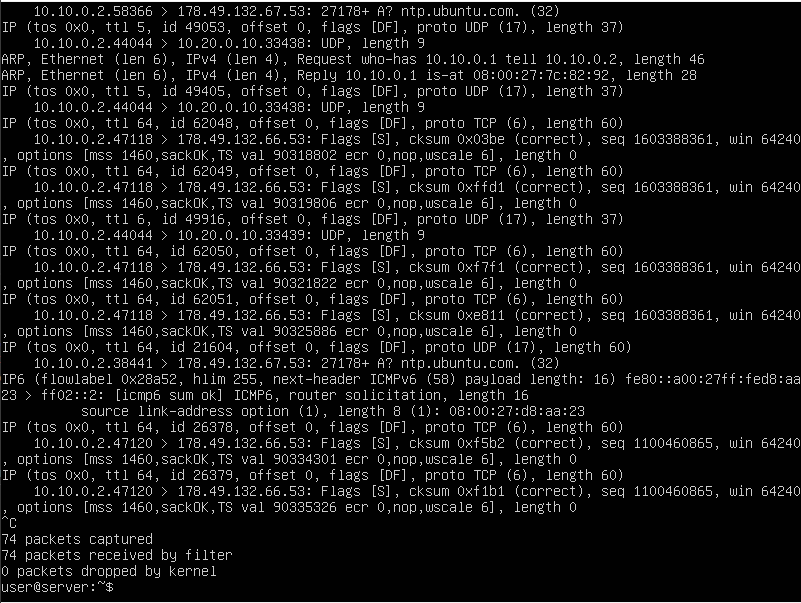 10.10.0.2.58366 > 178.49.132.67.53: 27178+ A? ntp.ubuntu.com. (32)
IP (tos 0x0, ttl 5, id 49053, offset 0, flags [DF], proto UDP (17), length 37)
    10.10.0.2.44044 > 10.20.0.10.33438: UDP, length 9
ARP, Ethernet (len 6), IPv4 (len 4), Request who-has 10.10.0.1 tell 10.10.0.2, length 46
ARP, Ethernet (len 6), IPv4 (len 4), Reply 10.10.0.1 is-at 08:00:27:7c:82:92, length 28
IP (tos 0x0, ttl 5, id 49405, offset 0, flags [DF], proto UDP (17), length 37)
    10.10.0.2.44044 > 10.20.0.10.33438: UDP, length 9
IP (tos 0x0, ttl 64, id 62048, offset 0, flags [DF], proto TCP (6), length 60)
    10.10.0.2.47118 > 178.49.132.66.53: Flags [S], cksum 0x03be (correct), seq 1603388361, win 64240
, options [mss 1460,sackOK,TS val 90318802 ecr 0,nop,wscale 6], length 0
IP (tos 0x0, ttl 64, id 62049, offset 0, flags [DF], proto TCP (6), length 60)
    10.10.0.2.47118 > 178.49.132.66.53: Flags [S], cksum 0xffd1 (correct), seq 1603388361, win 64240
, options [mss 1460,sackOK,TS val 90319806 ecr 0,nop,wscale 6], length 0
IP (tos 0x0, ttl 6, id 49916, offset 0, flags [DF], proto UDP (17), length 37)
    10.10.0.2.44044 > 10.20.0.10.33439: UDP, length 9
IP (tos 0x0, ttl 64, id 62050, offset 0, flags [DF], proto TCP (6), length 60)
    10.10.0.2.47118 > 178.49.132.66.53: Flags [S], cksum 0xf7f1 (correct), seq 1603388361, win 64240
, options [mss 1460,sackOK,TS val 90321822 ecr 0,nop,wscale 6], length 0
IP (tos 0x0, ttl 64, id 62051, offset 0, flags [DF], proto TCP (6), length 60)
    10.10.0.2.47118 > 178.49.132.66.53: Flags [S], cksum 0xe811 (correct), seq 1603388361, win 64240
, options [mss 1460,sackOK,TS val 90325886 ecr 0,nop,wscale 6], length 0
IP (tos 0x0, ttl 64, id 21604, offset 0, flags [DF], proto UDP (17), length 60)
    10.10.0.2.38441 > 178.49.132.67.53: 27178+ A? ntp.ubuntu.com. (32)
IP6 (flowlabel 0x28a52, hlim 255, next-header ICMPv6 (58) payload length: 16) fe80::a00:27ff:fed8:aa
23 > ff02::2: [icmp6 sum ok] ICMP6, router solicitation, length 16
          source link-address option (1), length 8 (1): 08:00:27:d8:aa:23
IP (tos 0x0, ttl 64, id 26378, offset 0, flags [DF], proto TCP (6), length 60)
    10.10.0.2.47120 > 178.49.132.66.53: Flags [S], cksum 0xf5b2 (correct), seq 1100460865, win 64240
, options [mss 1460,sackOK,TS val 90334301 ecr 0,nop,wscale 6], length 0
IP (tos 0x0, ttl 64, id 26379, offset 0, flags [DF], proto TCP (6), length 60)
    10.10.0.2.47120 > 178.49.132.66.53: Flags [S], cksum 0xf1b1 (correct), seq 1100460865, win 64240
, options [mss 1460,sackOK,TS val 90335326 ecr 0,nop,wscale 6], length 0
^C
74 packets captured
74 packets received by filter
0 packets dropped by kernel
user@server:~$